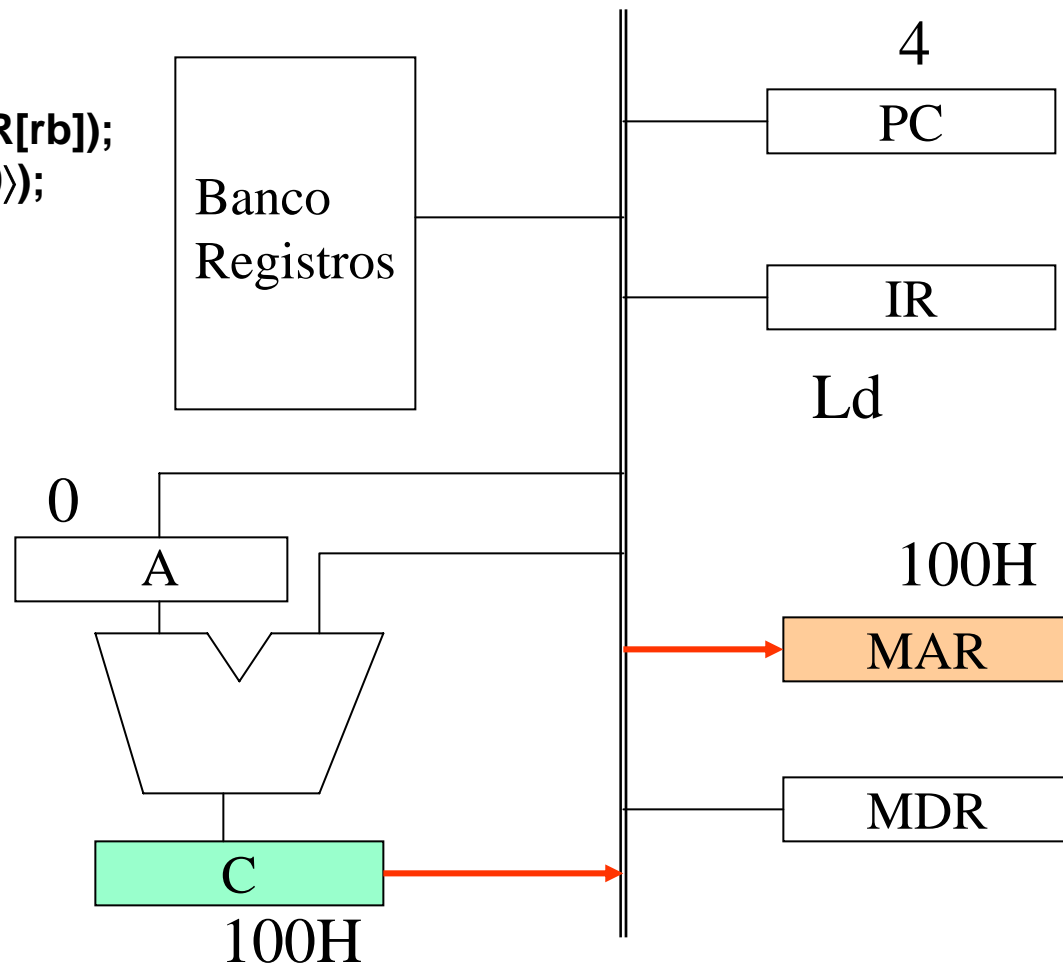 4
PC
R[rb]);
⟩);
Banco
Registros
IR
Ld
0
A
100H
MAR
MDR
C
100H